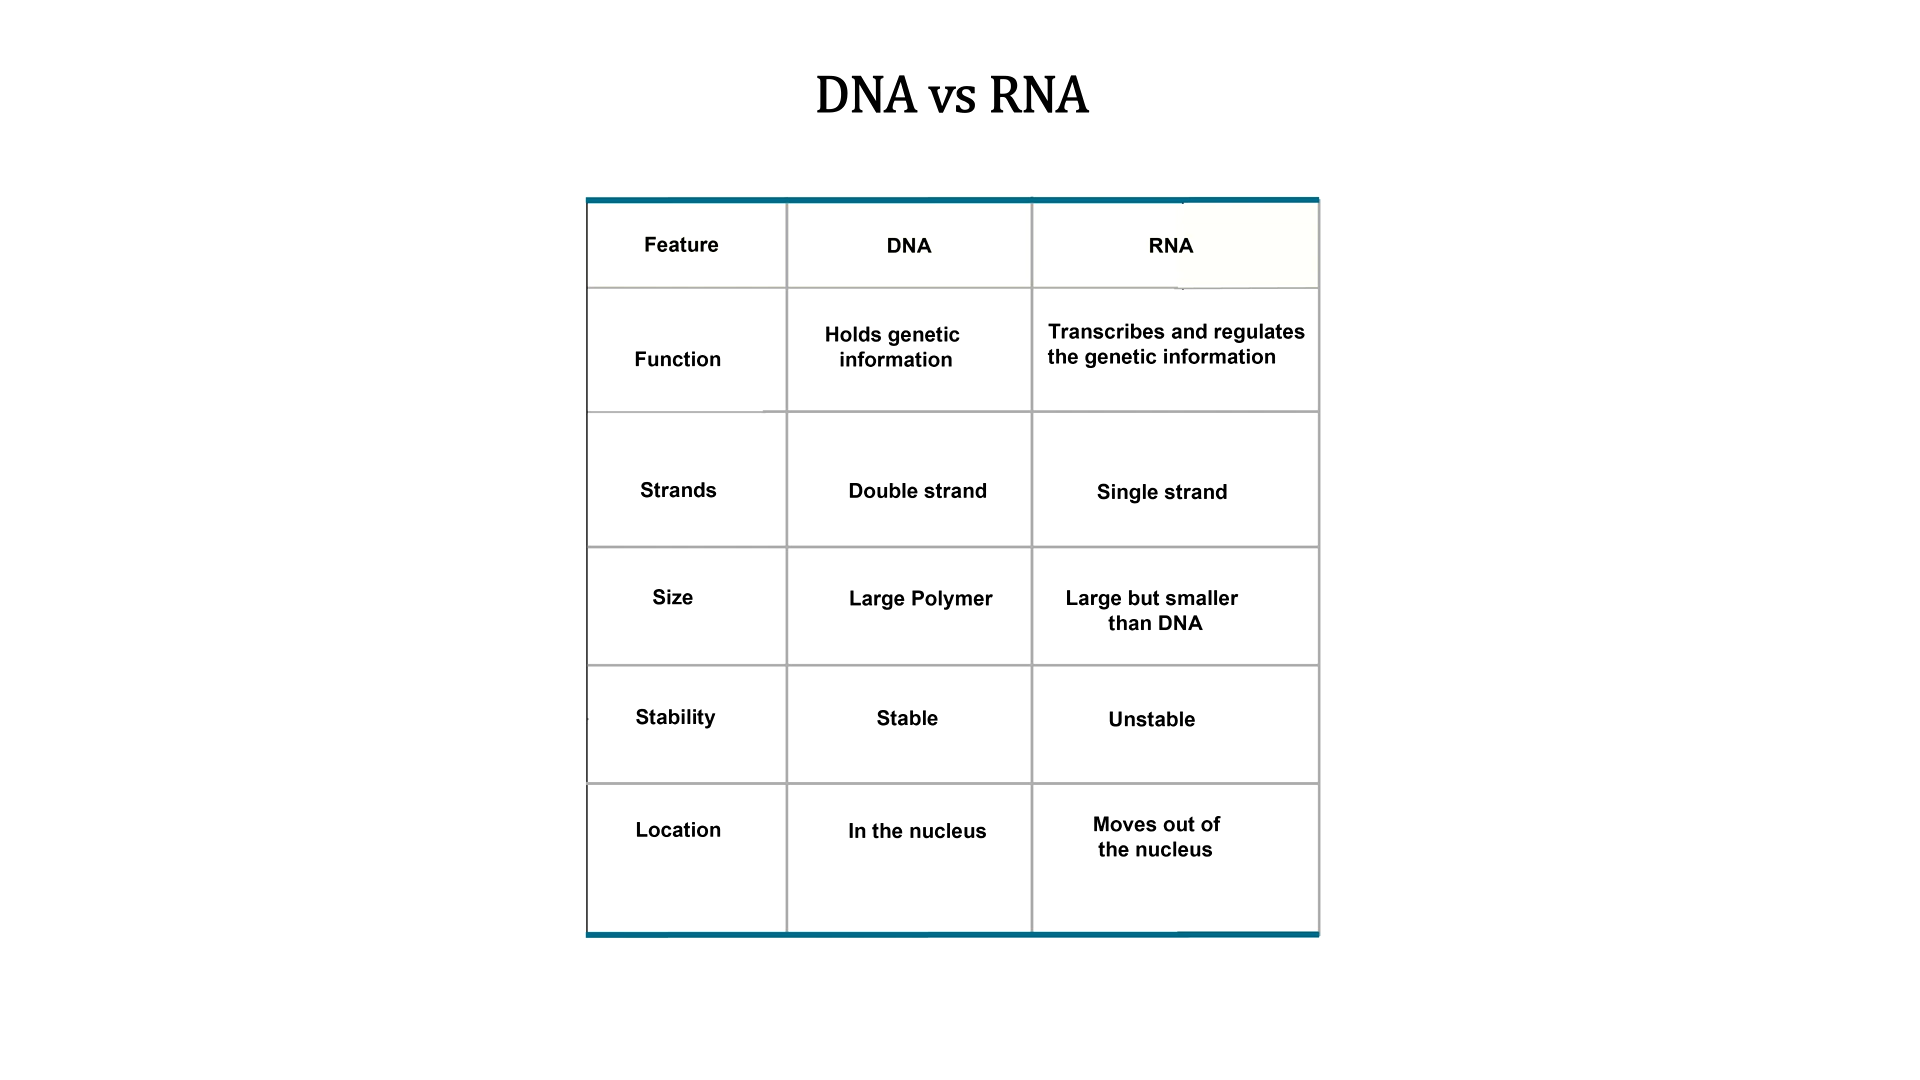 DNA vs RNA
Feature DNA RNA
Function
Holds genetic
information
Transcribes and regulates
the genetic information
Strands Double strand Single strand
Size Large Polymer
Large but smaller
than DNA
Stability Stable Unstable
Location In the nucleus
Moves out of
the nucleus